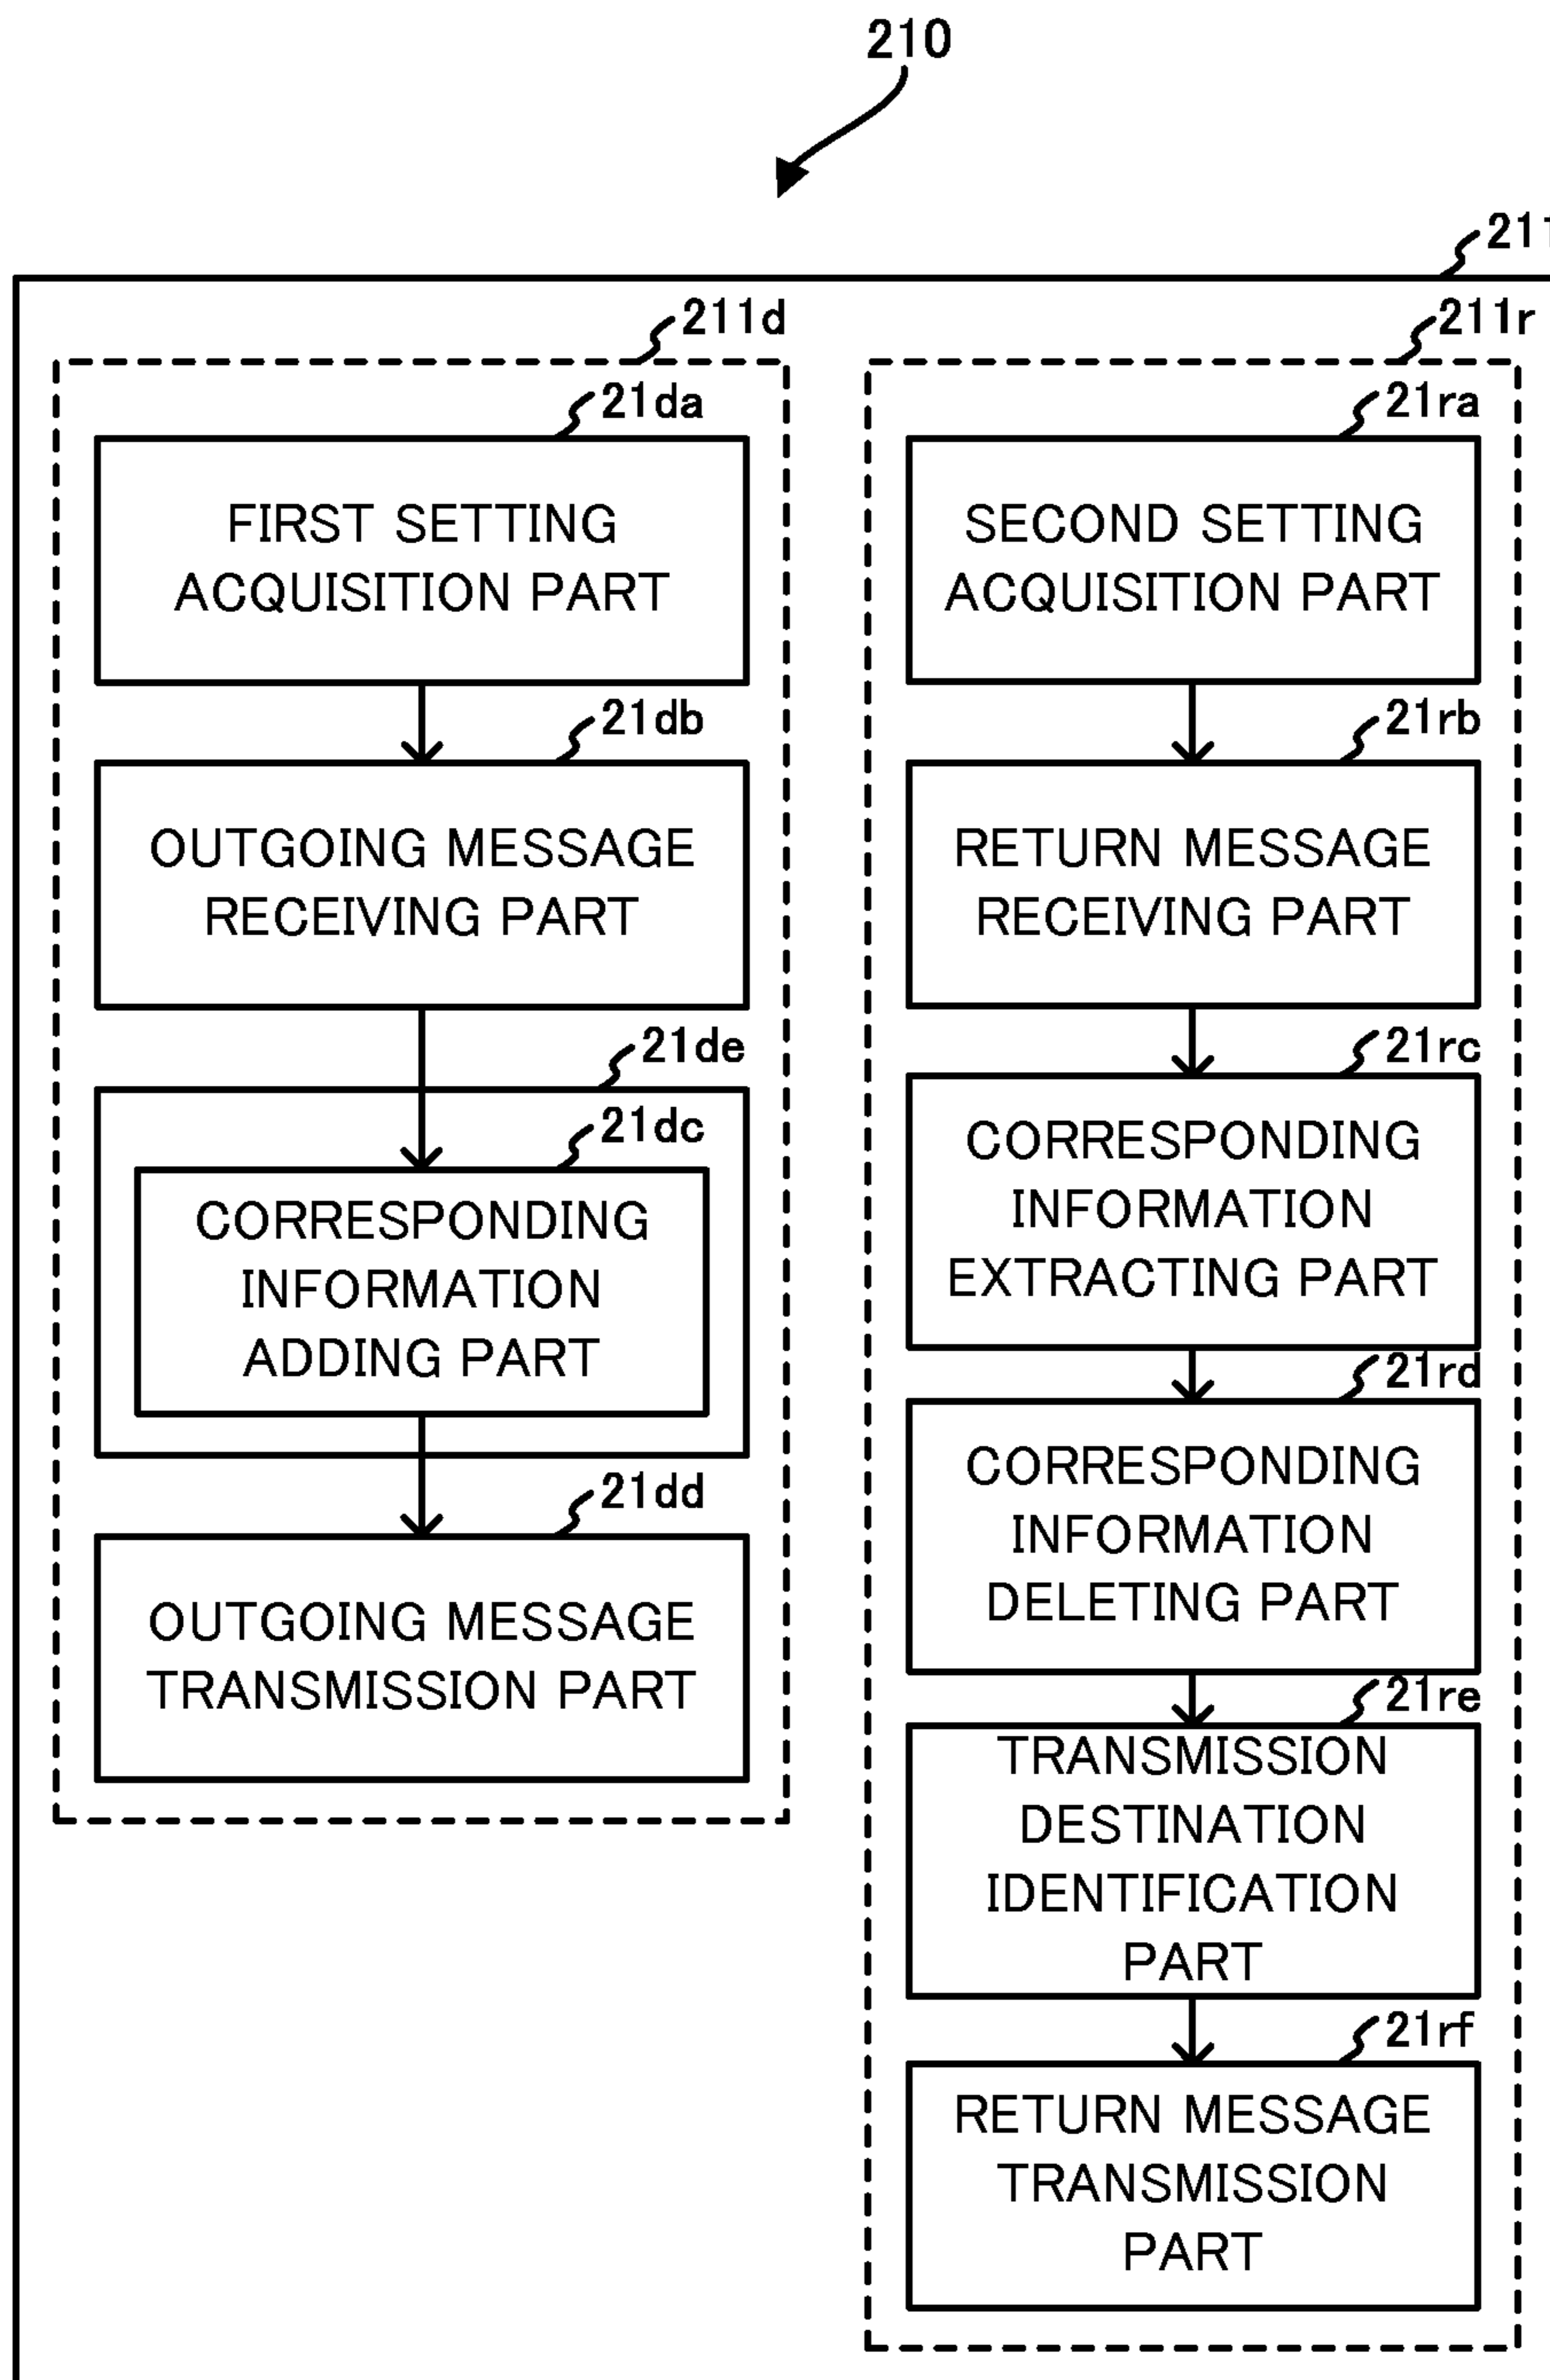 210
211
211d
21da
FIRST SETTING
ACQUISITION PART
21db
OUTGOING MESSAGE
RECEIVING PART
21de
21dc
CORRESPONDING
INFORMATION
ADDING PART
21dd
OUTGOING MESSAGE
TRANSMISSION PART
211r
21ra
SECOND SETTING
ACQUISITION PART
21rb
RETURN MESSAGE
RECEIVING PART
21rc
CORRESPONDING
INFORMATION
EXTRACTING PART
21rd
CORRESPONDING
INFORMATION
DELETING PART
21re
TRANSMISSION
DESTINATION
IDENTIFICATION
PART
21rf
RETURN MESSAGE
TRANSMISSION
PART